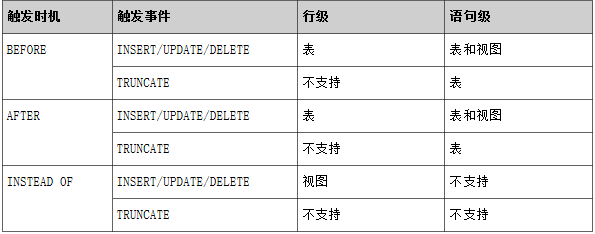 触发时机 触发事件 行级 语句级
BEFORE INSERT/UPDATE/DELETE 表 表和视图
TRUNCATE 不支持 表
AFTER INSERT/UPDATE/DELETE 表 表和视图
TRUNCATE 不支持 表
INSTEAD OF INSERT/UPDATE/DELETE 视图 不支持
TRUNCATE 不支持 不支持